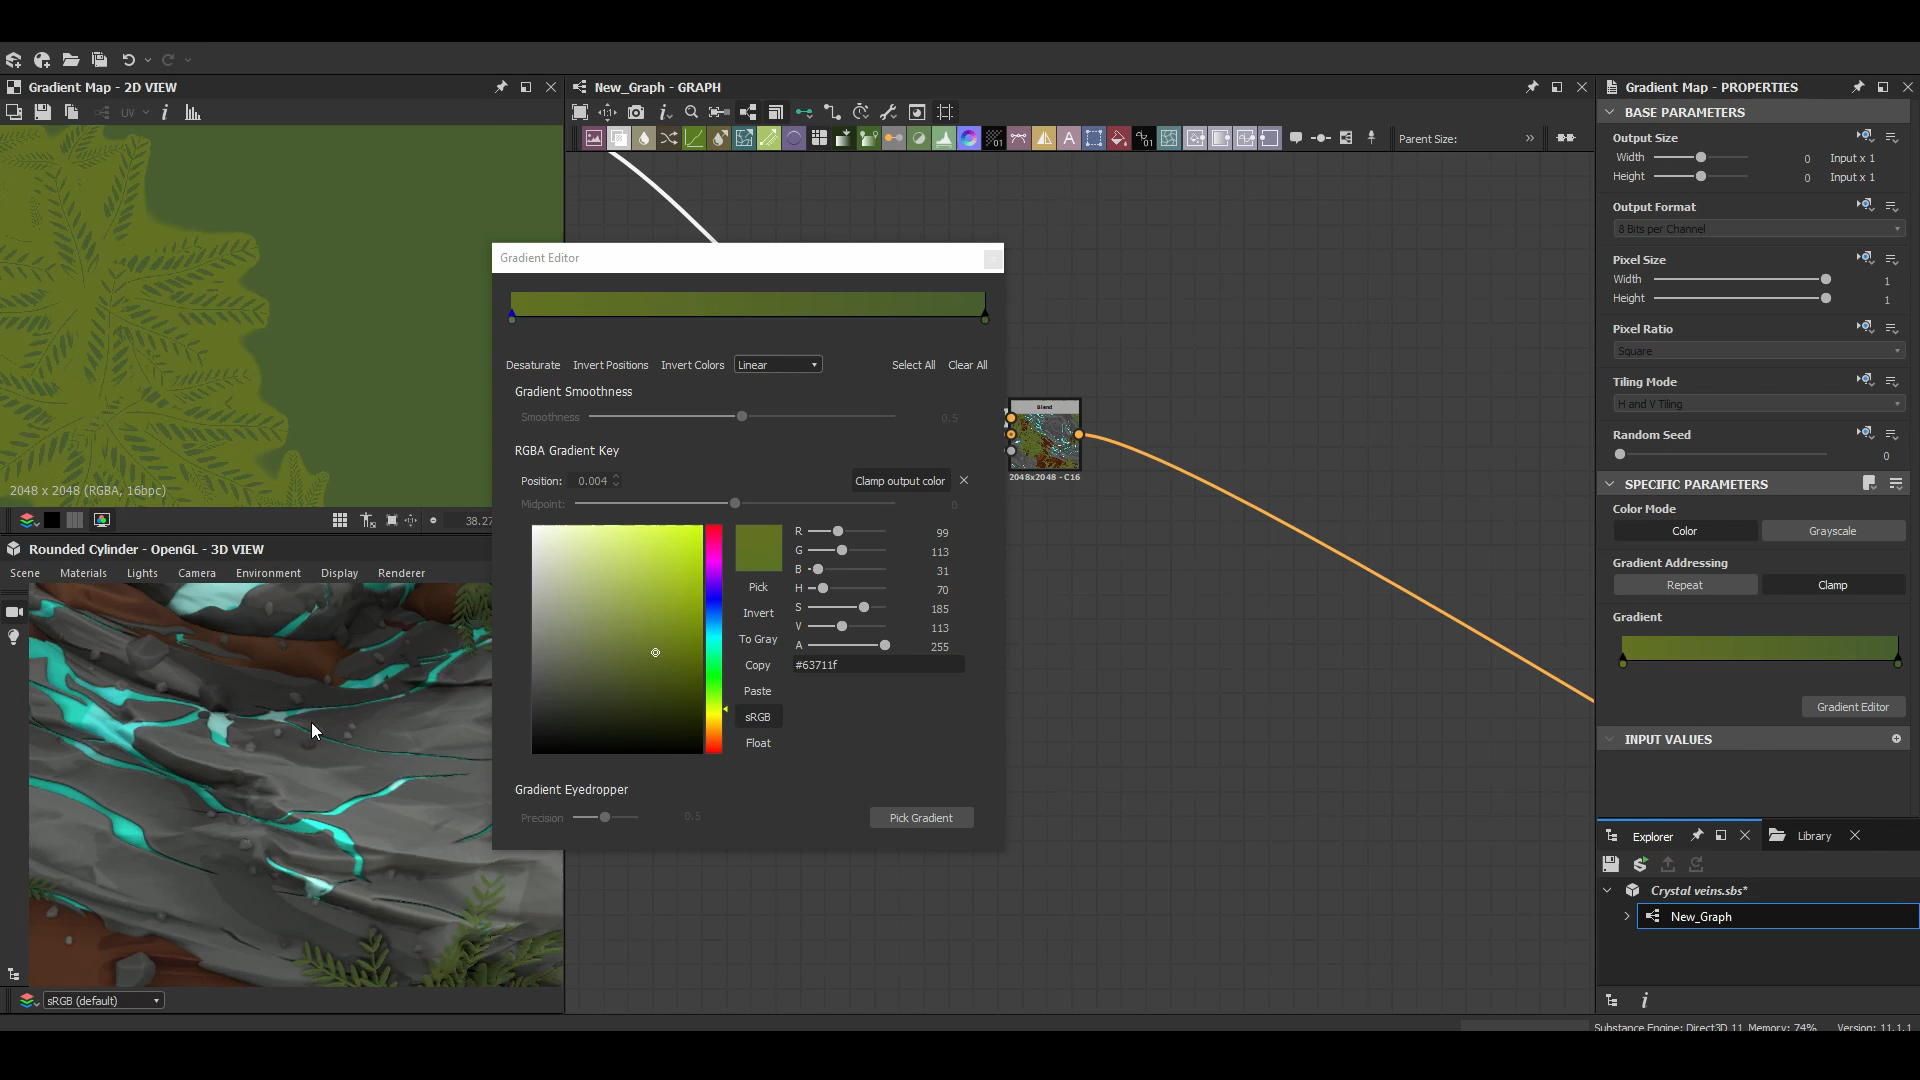 Gradient Map - 2D VIEW
New_Graph - GRAPH
Gradient Map - PROPERTIES
UV
Parent Size:
BASE PARAMETERS
Output Size
Width 0 Input x 1
Height 0 Input x 1
Output Format
8 Bits per Channel
Pixel Size
Width 1
Height 1
Pixel Ratio
Square
Tiling Mode
H and V Tiling
Random Seed
0
SPECIFIC PARAMETERS
Color Mode
Color Grayscale
Gradient Addressing
Repeat Clamp
Gradient
Gradient Editor
INPUT VALUES
Gradient Editor
Desaturate Invert Positions Invert Colors Linear Select All Clear All
Gradient Smoothness
Smoothness 0.5
RGBA Gradient Key
Position: 0.004 Clamp output color
Midpoint: 0
R 99
G 113
B 31
H 70
S 185
V 113
A 255
#63711f
Pick
Invert
To Gray
Copy
Paste
sRGB
Float
Gradient Eyedropper
Precision 0.5 Pick Gradient
Blend
2048x2048 - C16
2048 x 2048 (RGBA, 16bpc)
38.27
Rounded Cylinder - OpenGL - 3D VIEW
Scene Materials Lights Camera Environment Display Renderer
sRGB (default)
Explorer Library
Crystal veins.sbs*
New_Graph
Substance Engine: Direct3D 11 Memory: 74% Version: 11.1.1